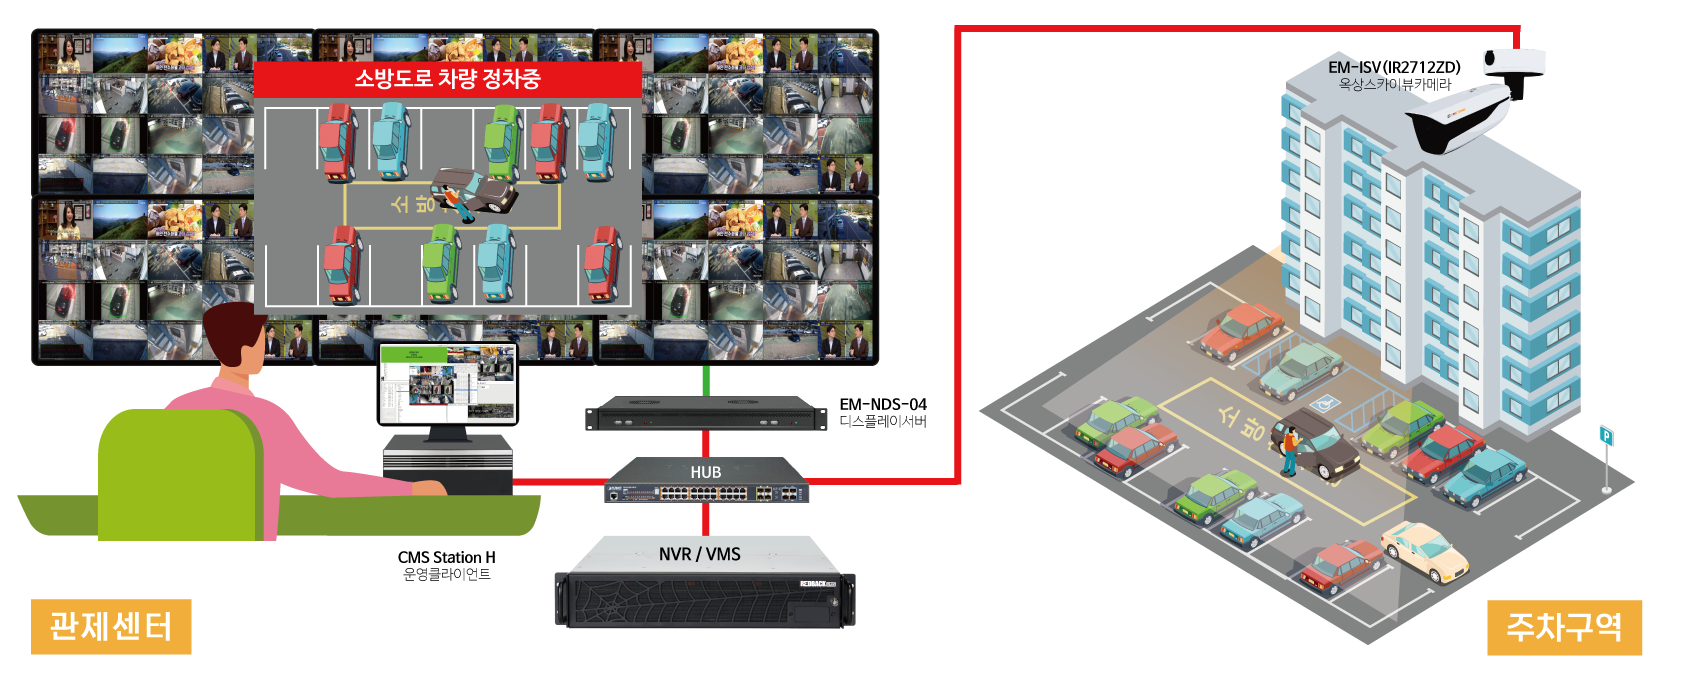 소방도로 차량 정차중
소방
EM-ISV(IR2712ZD)
옥상스카이뷰카메라
EM-NDS-04
디스플레이서버
HUB
NVR / VMS
CMS Station H
운영클라이언트
소방
P
관제센터
주차구역